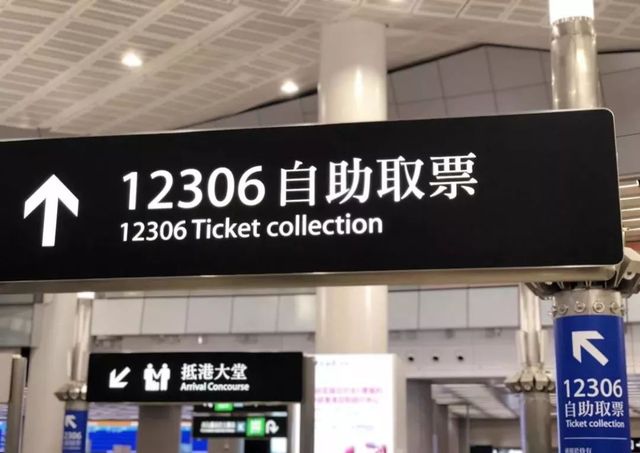 12306 自助取票
12306 Ticket collection
抵港大堂
Arrival Concourse
12306
自助取票
Ticket collection